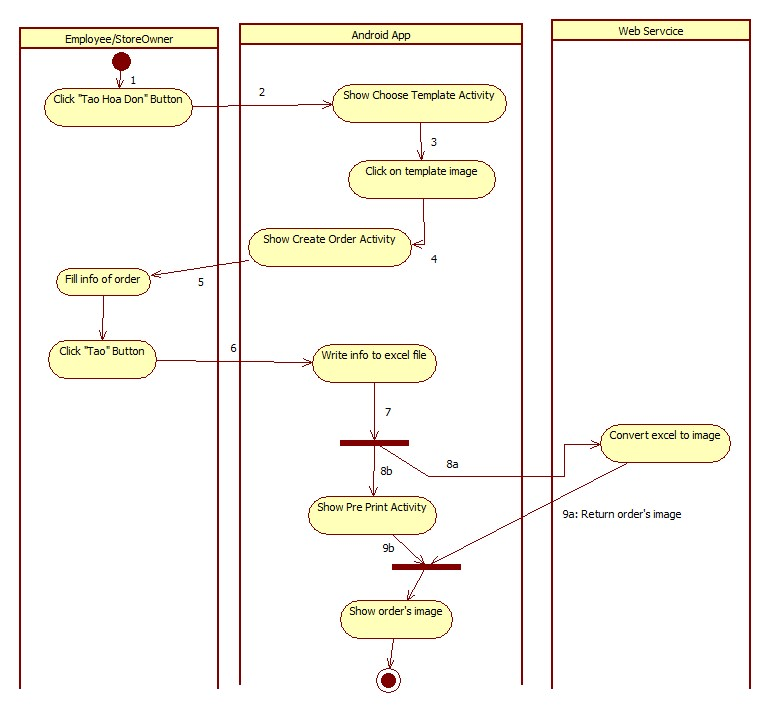 Employee/StoreOwner
Android App
Web Servcice
1
Click "Tao Hoa Don" Button
2
Show Choose Template Activity
3
Click on template image
Show Create Order Activity
4
Fill info of order
5
Click "Tao" Button
6
Write info to excel file
7
Convert excel to image
8b
8a
Show Pre Print Activity
9a: Return order's image
9b
Show order's image